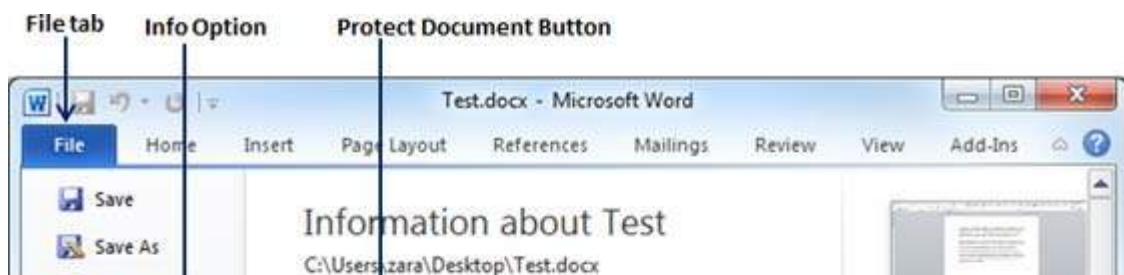 File tab Info Option Protect Document Button
W Test.docx - Microsoft Word
File Home Insert Page Layout References Mailings Review View Add-Ins ?
Save
Save As
Information about Test
C:\Users\zara\Desktop\Test.docx